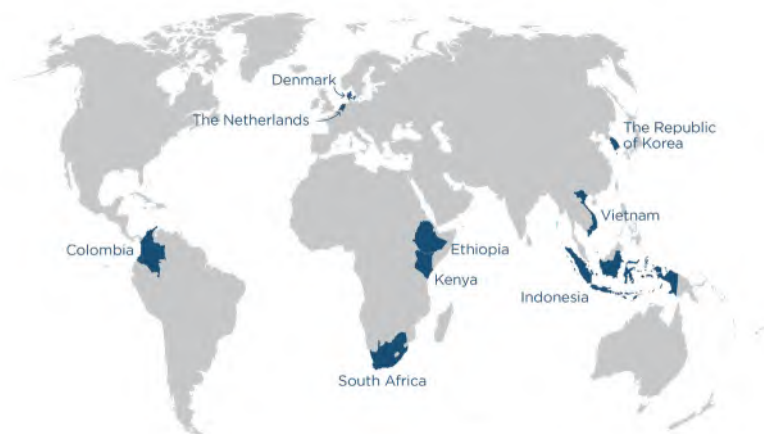 Denmark
The Netherlands
The Republic
of Korea
Vietnam
Colombia
Ethiopia
Kenya
Indonesia
South Africa